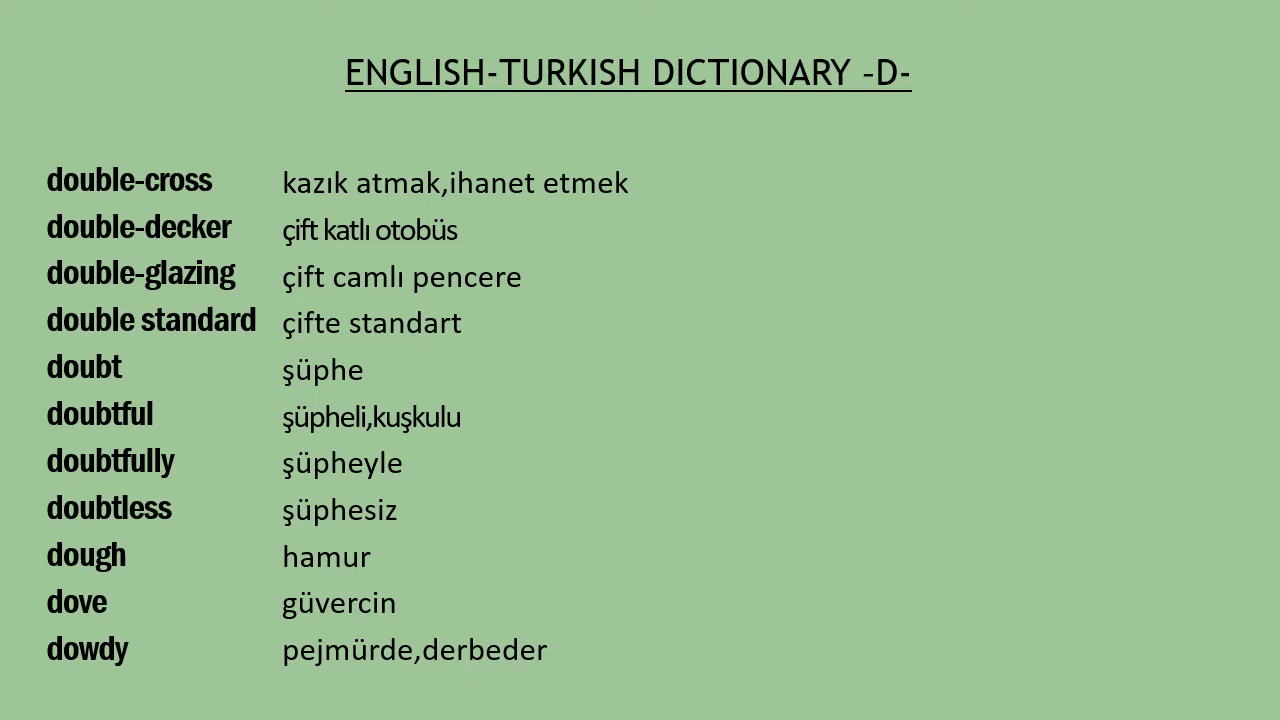 ENGLISH-TURKISH DICTIONARY –D-
double-cross kazık atmak,ihanet etmek
double-decker çift katlı otobüs
double-glazing çift camlı pencere
double standard çifte standart
doubt şüphe
doubtful şüpheli,kuşkulu
doubtfully şüpheyle
doubtless şüphesiz
dough hamur
dove güvercin
dowdy pejmürde,derbeder